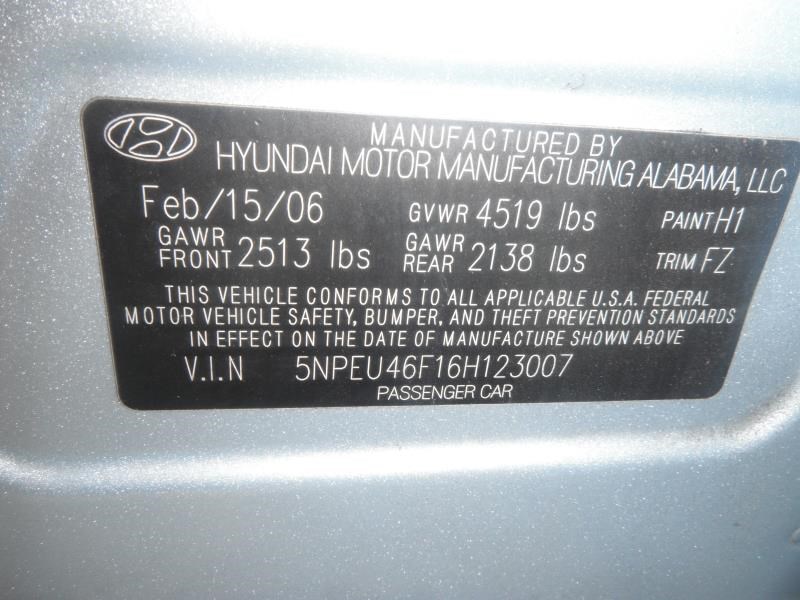 MANUFACTURED BY
HYUNDAI MOTOR MANUFACTURING ALABAMA, LLC
Feb/15/06 GVWR 4519 lbs PAINT H1
GAWR FRONT 2513 lbs GAWR REAR 2138 lbs TRIM FZ
THIS VEHICLE CONFORMS TO ALL APPLICABLE U.S.A. FEDERAL
MOTOR VEHICLE SAFETY, BUMPER, AND THEFT PREVENTION STANDARDS
IN EFFECT ON THE DATE OF MANUFACTURE SHOWN ABOVE
V.I.N 5NPEU46F16H123007
PASSENGER CAR